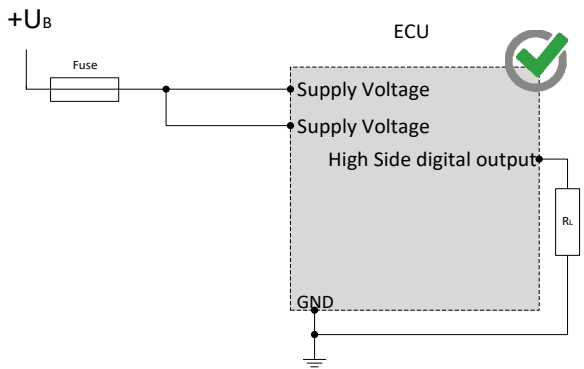 +UB
ECU
Fuse
Supply Voltage
Supply Voltage
High Side digital output
RL
GND